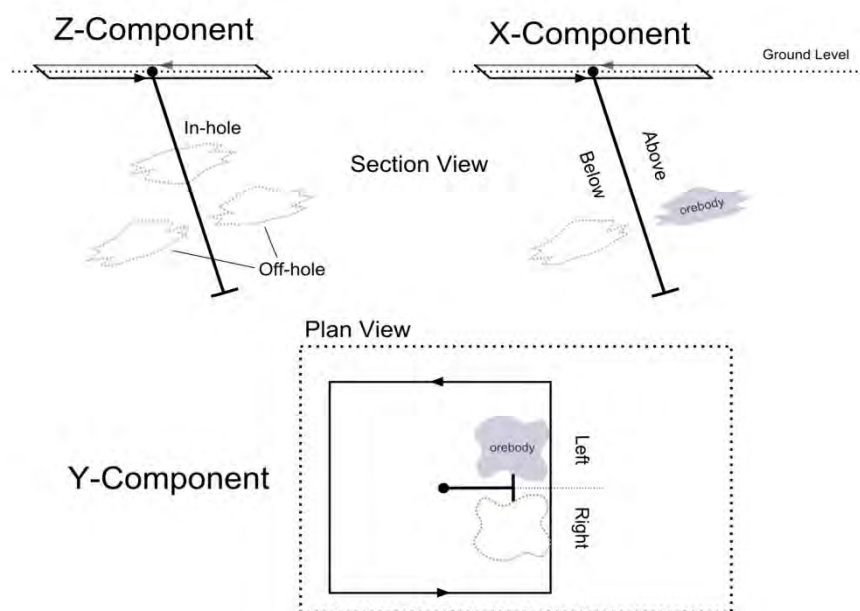 Z-Component
X-Component
Ground Level
In-hole
Above
Below
Section View
orebody
Off-hole
Plan View
orebody
Left
Y-Component
Right